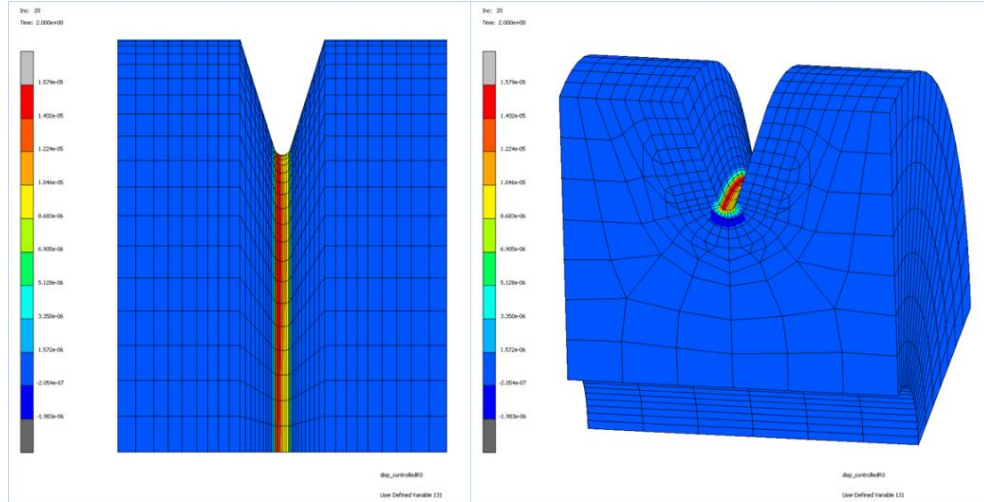 Inc: 20
Time: 2.000e+00
1.579e-05
1.402e-05
1.224e-05
1.046e-05
8.683e-06
6.905e-06
5.128e-06
3.350e-06
1.572e-06
-2.054e-07
-1.983e-06
disp_controlledR0
User Defined Variable 131
Inc: 20
Time: 2.000e+00
1.579e-05
1.402e-05
1.224e-05
1.046e-05
8.683e-06
6.905e-06
5.128e-06
3.350e-06
1.572e-06
-2.054e-07
-1.983e-06
disp_controlledR0
User Defined Variable 131